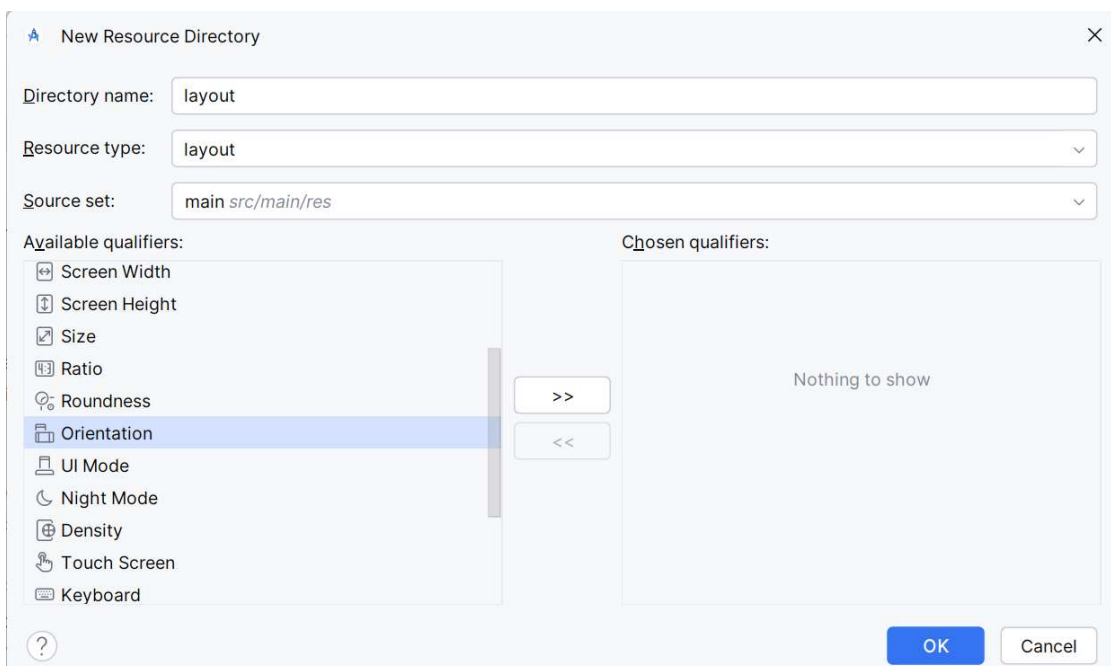 New Resource Directory
Directory name: layout
Resource type: layout
Source set: main src/main/res
Available qualifiers:
Chosen qualifiers:
Screen Width
Screen Height
Size
Ratio
Roundness
Orientation
UI Mode
Night Mode
Density
Touch Screen
Keyboard
>>
<<
Nothing to show
?
OK
Cancel